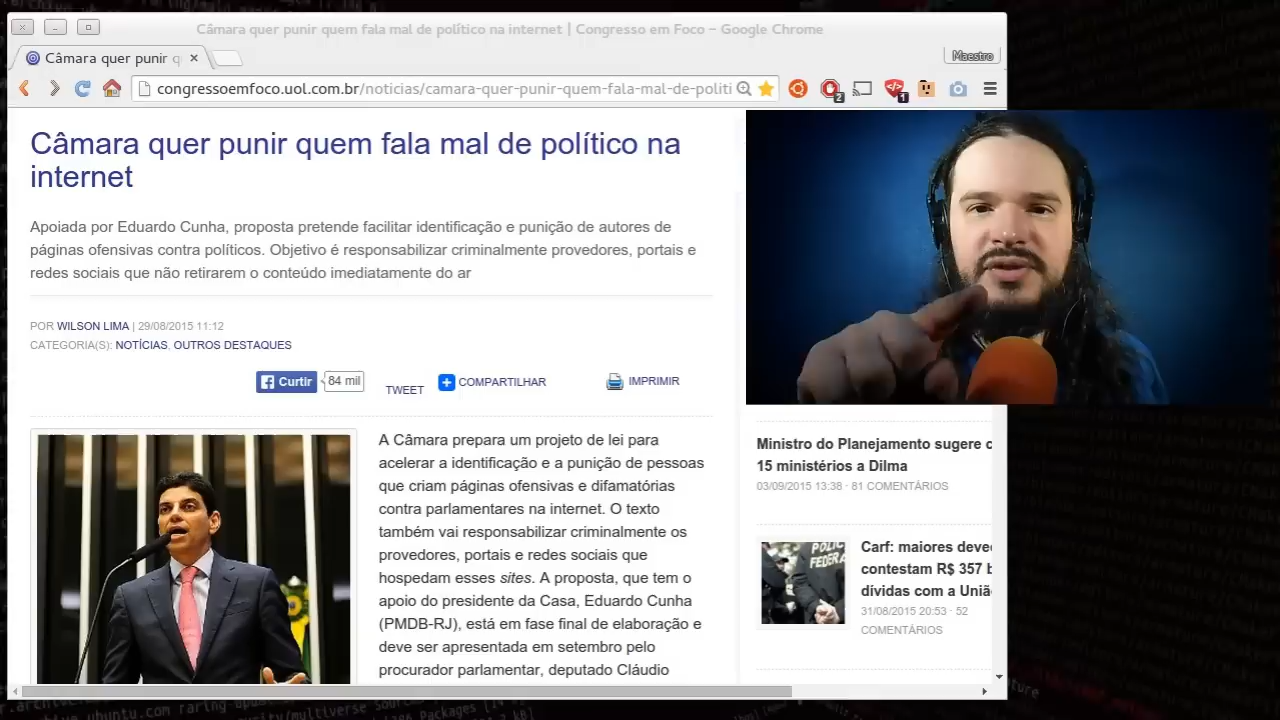 Câmara quer punir quem fala mal de político na internet | Congresso em Foco – Google Chrome
Câmara quer punir q
Maestro
congressoemfoco.uol.com.br/noticias/camara-quer-punir-quem-fala-mal-de-politi
2
1
Câmara quer punir quem fala mal de político na
internet
Apoiada por Eduardo Cunha, proposta pretende facilitar identificação e punição de autores de
páginas ofensivas contra políticos. Objetivo é responsabilizar criminalmente provedores, portais e
redes sociais que não retirarem o conteúdo imediatamente do ar
POR WILSON LIMA | 29/08/2015 11:12
CATEGORIA(S): NOTÍCIAS, OUTROS DESTAQUES
Curtir 84 mil TWEET COMPARTILHAR IMPRIMIR
A Câmara prepara um projeto de lei para
acelerar a identificação e a punição de pessoas
que criam páginas ofensivas e difamatórias
contra parlamentares na internet. O texto
também vai responsabilizar criminalmente os
provedores, portais e redes sociais que
hospedam esses sites. A proposta, que tem o
apoio do presidente da Casa, Eduardo Cunha
(PMDB-RJ), está em fase final de elaboração e
deve ser apresentada em setembro pelo
procurador parlamentar, deputado Cláudio
Ministro do Planejamento sugere c
15 ministérios a Dilma
03/09/2015 13:38 · 81 COMENTÁRIOS
POLÍC
FEDERA
Carf: maiores deve
contestam R$ 357 b
dívidas com a Uniã
31/08/2015 20:53 · 52
COMENTÁRIOS